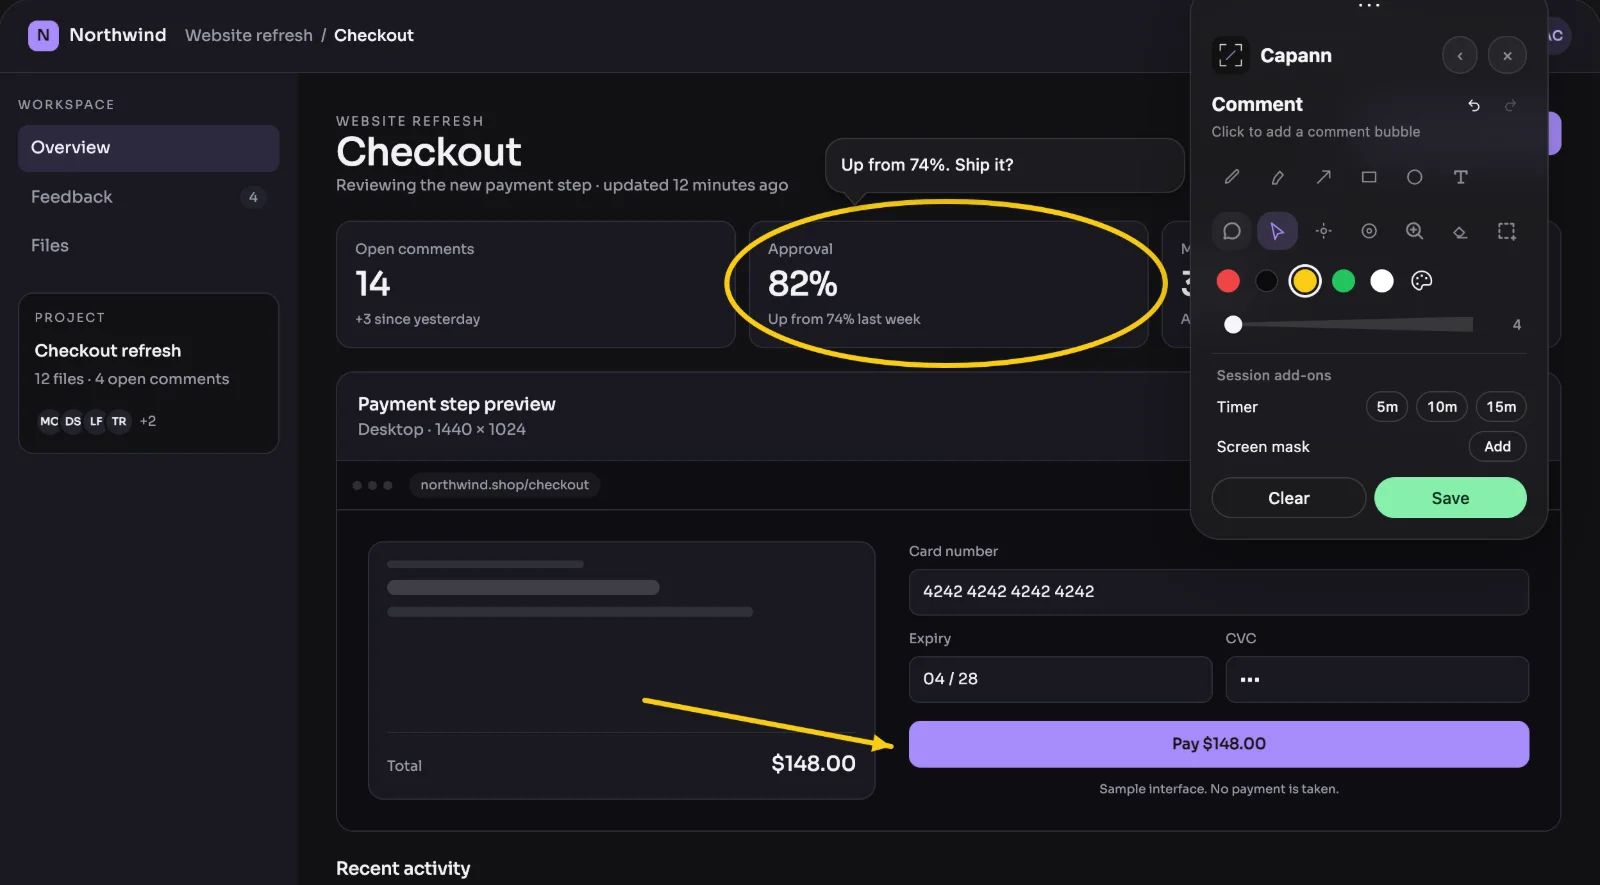 N Northwind Website refresh / Checkout
WORKSPACE
Overview
Feedback 4
Files
PROJECT
Checkout refresh
12 files · 4 open comments
MC DS LF TR +2
WEBSITE REFRESH
Checkout
Reviewing the new payment step · updated 12 minutes ago
Up from 74%. Ship it?
Open comments
14
+3 since yesterday
Approval
82%
Up from 74% last week
Payment step preview
Desktop · 1440 × 1024
northwind.shop/checkout
Total $148.00
Card number
4242 4242 4242 4242
Expiry
04 / 28
CVC
•••
Pay $148.00
Sample interface. No payment is taken.
Recent activity
Capann
Comment
Click to add a comment bubble
T
4
Session add-ons
Timer 5m 10m 15m
Screen mask Add
Clear Save